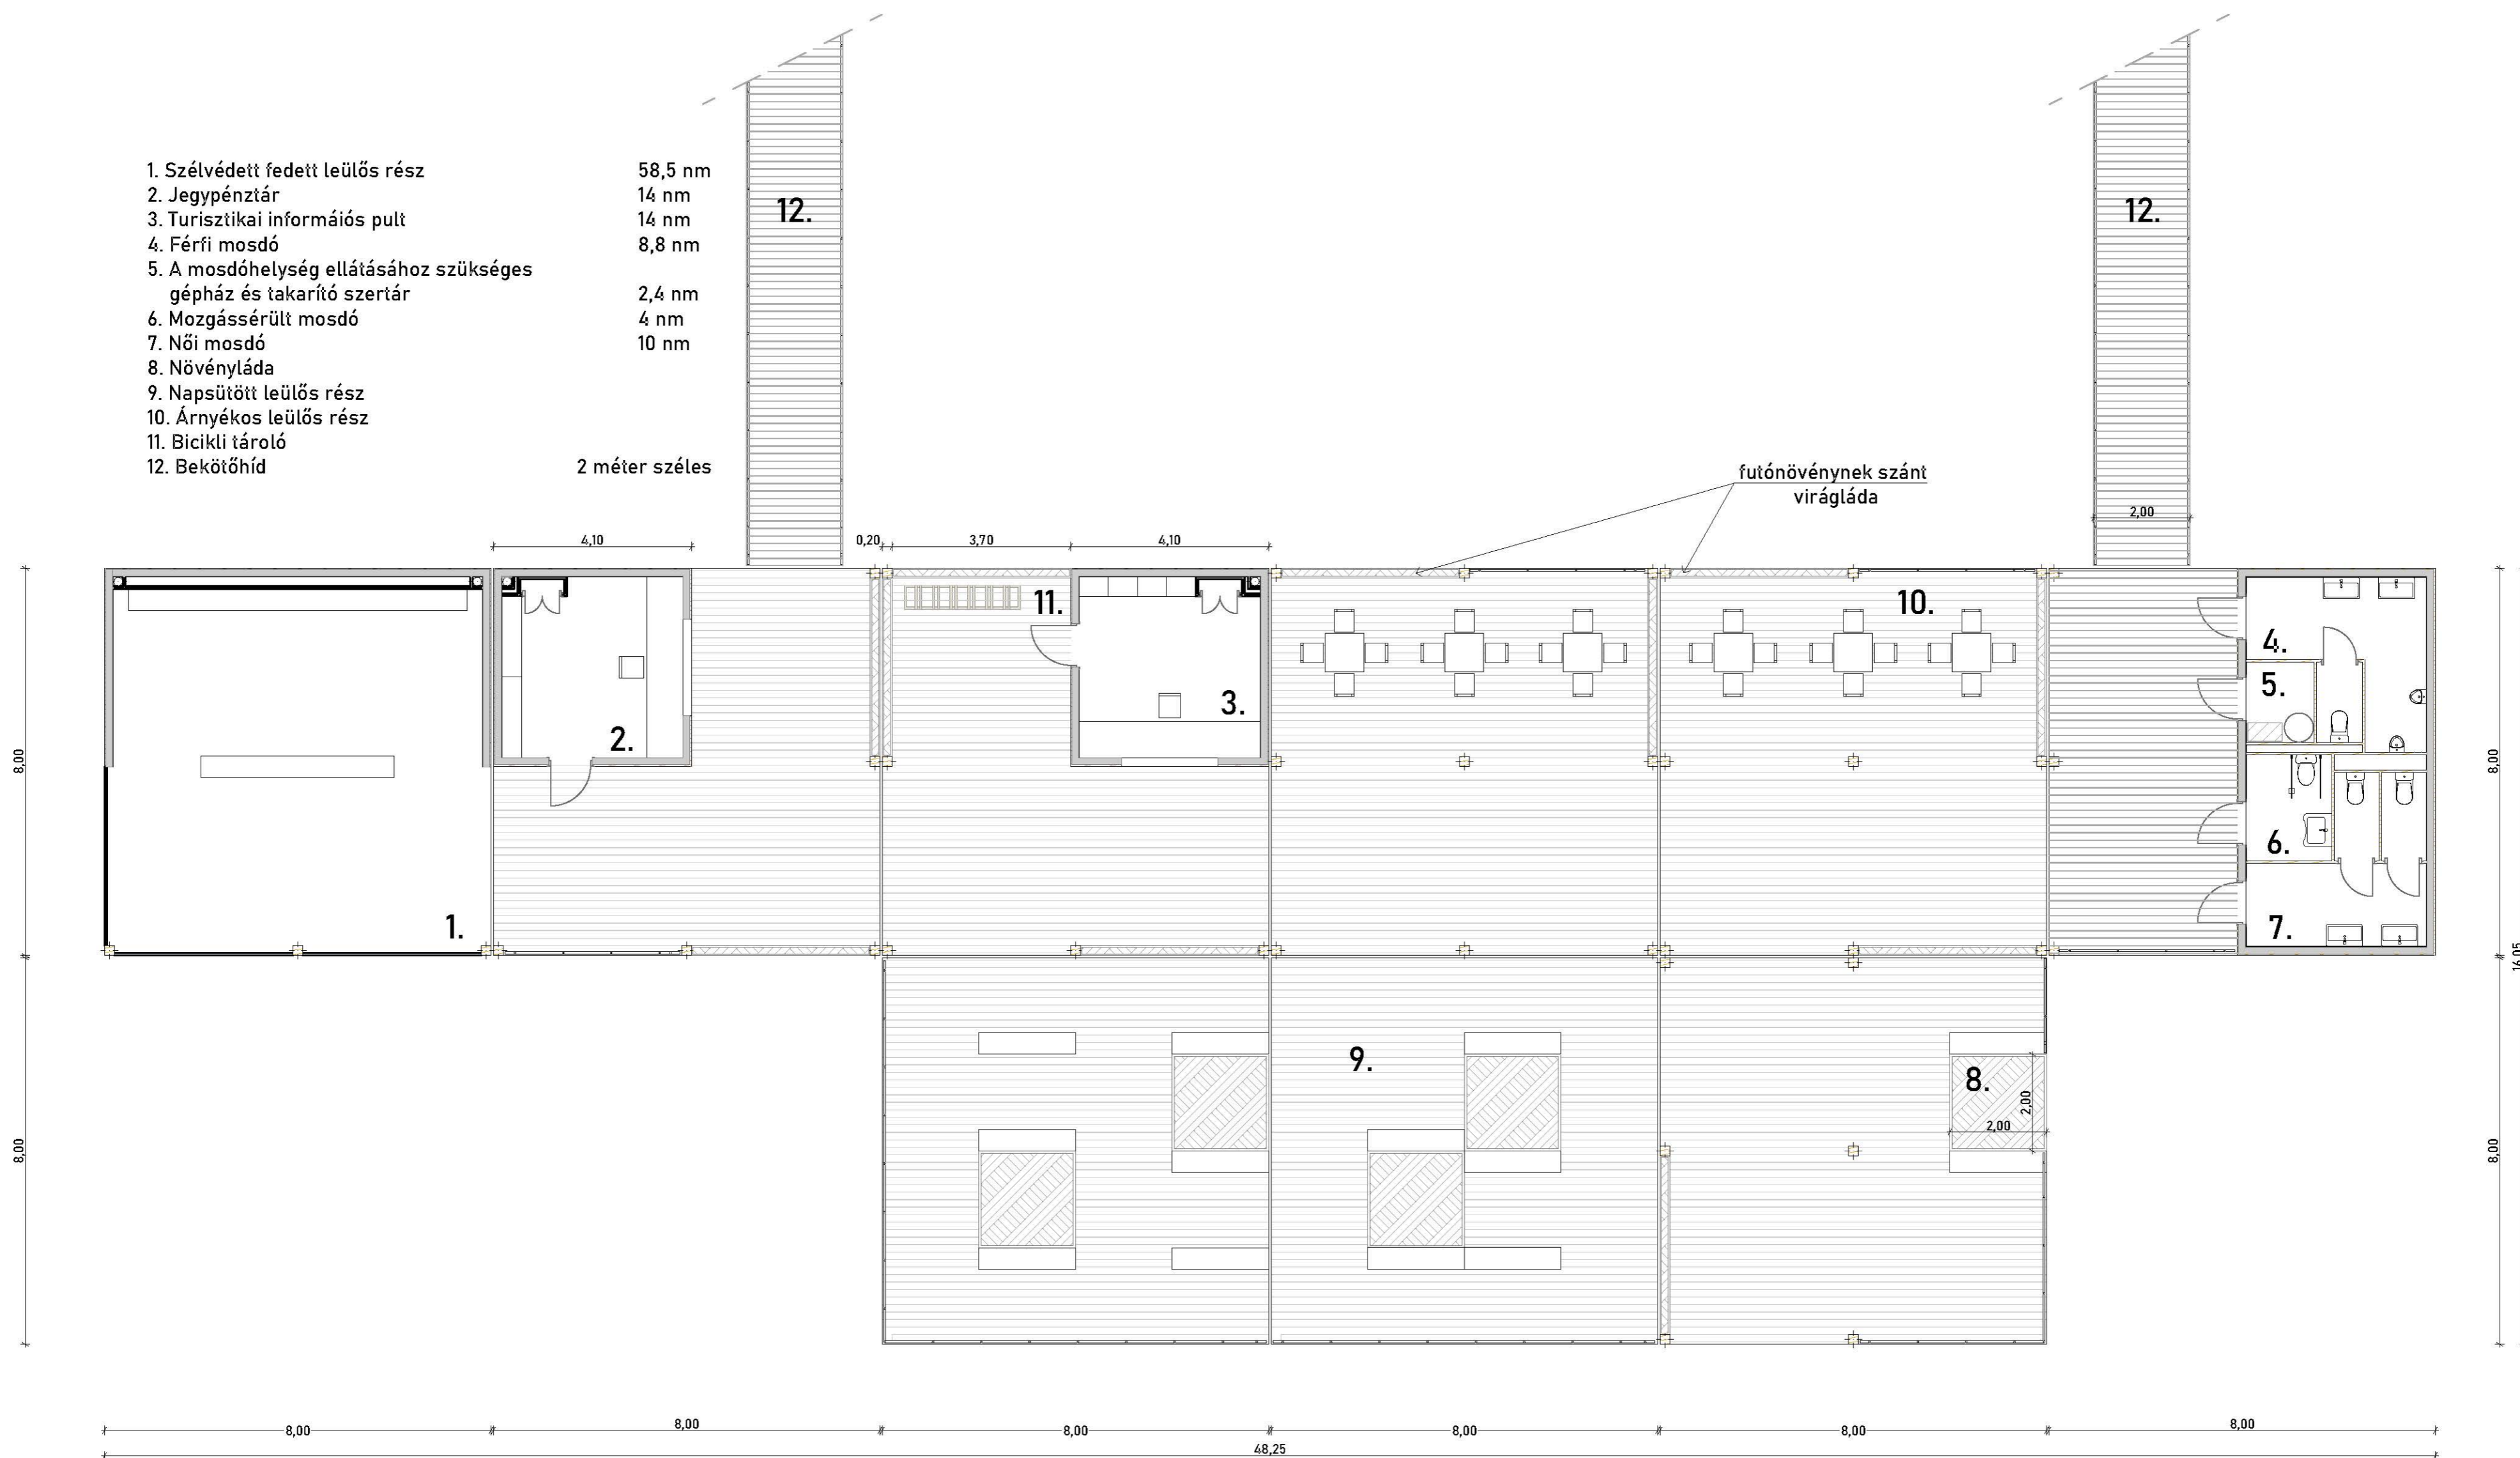 1. Szélvédett fedett leülős rész 58,5 nm
2. Jegypénztár 14 nm
3. Turisztikai informáiós pult 14 nm
4. Férfi mosdó 8,8 nm
5. A mosdóhelység ellátásához szükséges
gépház és takarító szertár 2,4 nm
6. Mozgássérült mosdó 4 nm
7. Női mosdó 10 nm
8. Növényláda
9. Napsütött leülős rész
10. Árnyékos leülős rész
11. Bicikli tároló
12. Bekötőhíd 2 méter széles
12.
12.
futónövénynek szánt
virágláda
2,00
4,10
0,20
3,70
4,10
11.
10.
4.
5.
3.
2.
8,00
8,00
6.
1.
7.
16,05
9.
8.
2,00
2,00
8,00
8,00
8,00
8,00
8,00
8,00
8,00
8,00
48,25